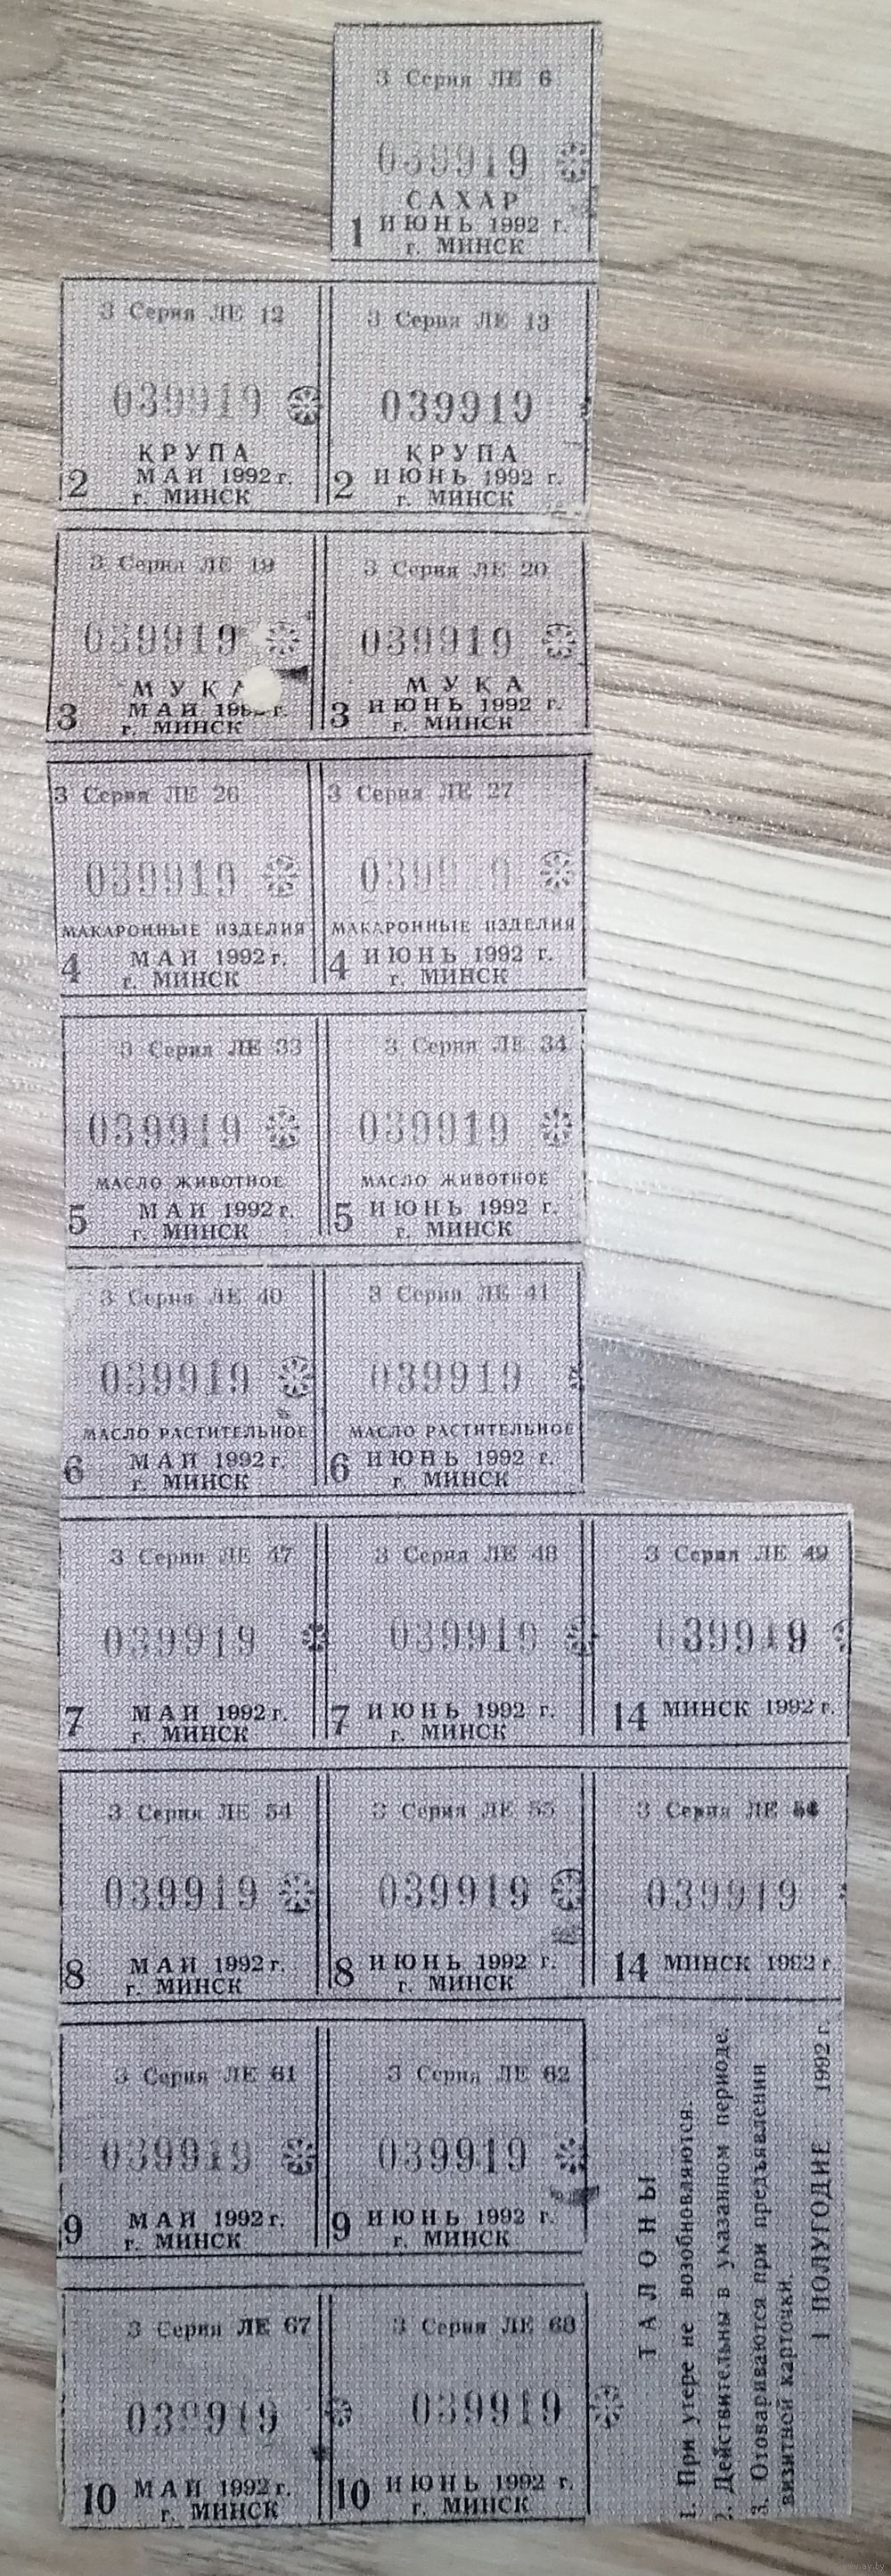 3 Серия ЛЕ 6
039919
САХАР
1 ИЮНЬ 1992 г.
г. МИНСК
3 Серия ЛЕ 12
039919
КРУПА
2 МАЙ 1992 г.
г. МИНСК
3 Серия ЛЕ 13
039919
КРУПА
2 ИЮНЬ 1992 г.
г. МИНСК
3 Серия ЛЕ 19
039919
МУКА
3 МАЙ г.
г. МИНСК
3 Серия ЛЕ 20
039919
МУКА
3 ИЮНЬ 1992 г.
г. МИНСК
3 Серия ЛЕ 26
039919
МАКАРОННЫЕ ИЗДЕЛИЯ
4 МАЙ 1992 г.
г. МИНСК
3 Серия ЛЕ 27
039919
МАКАРОННЫЕ ИЗДЕЛИЯ
4 ИЮНЬ 1992 г.
г. МИНСК
3 Серия ЛЕ 33
039919
МАСЛО ЖИВОТНОЕ
5 МАЙ 1992 г.
г. МИНСК
3 Серия ЛЕ 34
039919
МАСЛО ЖИВОТНОЕ
5 ИЮНЬ 1992 г.
г. МИНСК
3 Серия ЛЕ 40
039919
МАСЛО РАСТИТЕЛЬНОЕ
6 МАЙ 1992 г.
г. МИНСК
3 Серия ЛЕ 41
039919
МАСЛО РАСТИТЕЛЬНОЕ
6 ИЮНЬ 1992 г.
г. МИНСК
3 Серия ЛЕ 47
039919
7 МАЙ 1992 г.
г. МИНСК
3 Серия ЛЕ 48
039919
7 ИЮНЬ 1992 г.
г. МИНСК
3 Серия ЛЕ 49
039919
14 МИНСК 1992 г.
3 Серия ЛЕ 54
039919
8 МАЙ 1992 г.
г. МИНСК
3 Серия ЛЕ 55
039919
8 ИЮНЬ 1992 г.
г. МИНСК
3 Серия ЛЕ
039919
14 МИНСК 1992 г.
3 Серия ЛЕ 61
039919
9 МАЙ 1992 г.
г. МИНСК
3 Серия ЛЕ 62
039919
9 ИЮНЬ 1992 г.
г. МИНСК
3 Серия ЛЕ 67
039919
10 МАЙ 1992 г.
г. МИНСК
3 Серия ЛЕ 68
039919
10 ИЮНЬ 1992 г.
г. МИНСК
ТАЛОНЫ
1. При утере не возобновляются.
2. Действительны в указанном периоде.
3. Отовариваются при предъявлении
визитной карточки.
1 ПОЛУГОДИЕ 1992 г.